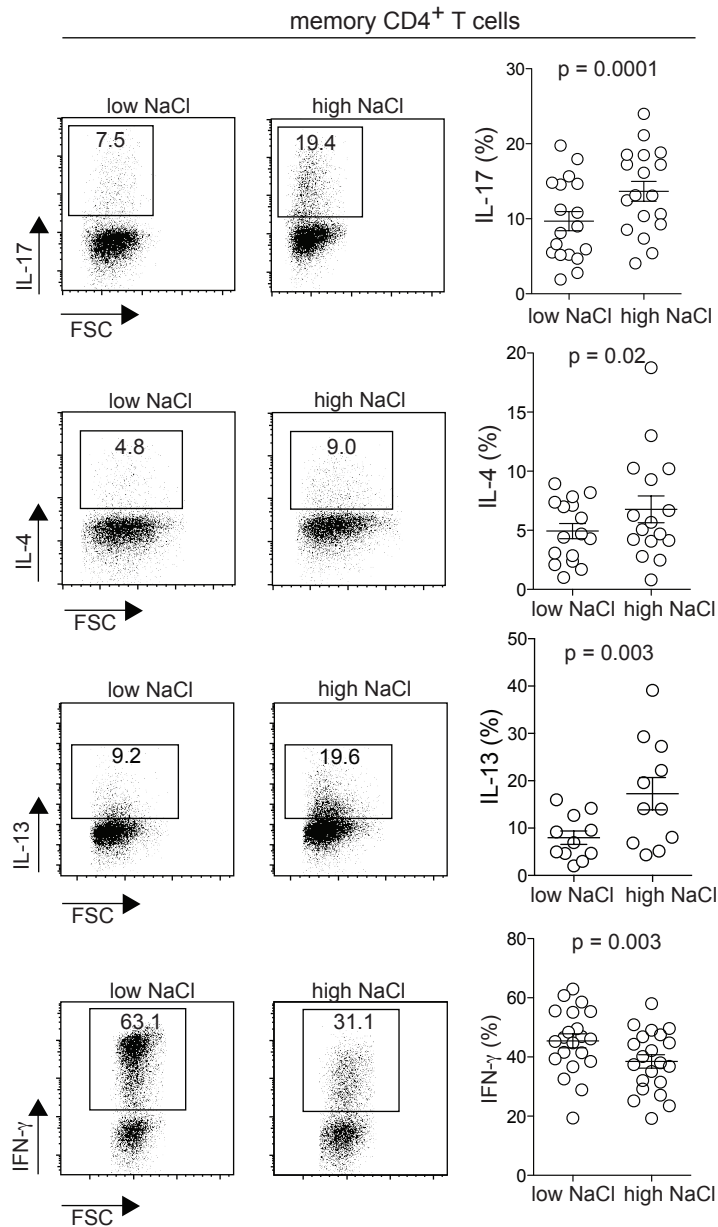 memory CD4⁺ T cells
low NaCl
high NaCl
7.5
19.4
IL-17
FSC
p = 0.0001
IL-17 (%)
30
20
10
0
low NaCl high NaCl
low NaCl
high NaCl
4.8
9.0
IL-4
FSC
p = 0.02
IL-4 (%)
20
15
10
5
0
low NaCl high NaCl
low NaCl
high NaCl
9.2
19.6
IL-13
FSC
p = 0.003
IL-13 (%)
50
40
30
20
10
0
low NaCl high NaCl
low NaCl
high NaCl
63.1
31.1
IFN-γ
FSC
p = 0.003
IFN-γ (%)
80
60
40
20
0
low NaCl high NaCl